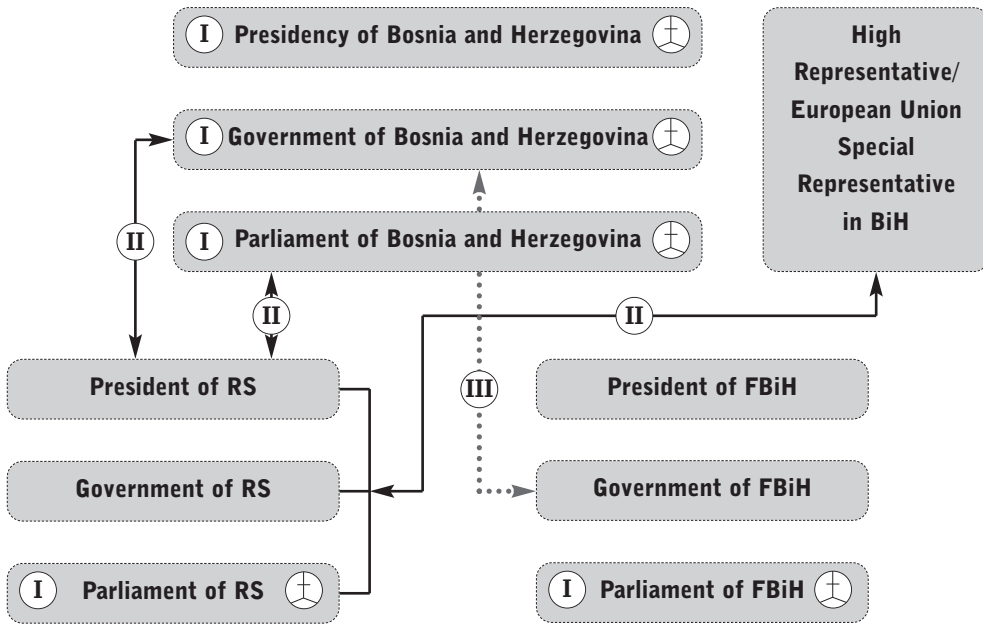 I Presidency of Bosnia and Herzegovina
High
Representative/
European Union
Special
Representative
in BiH
I Government of Bosnia and Herzegovina
II
I Parliament of Bosnia and Herzegovina
II
II
President of RS
III
President of FBiH
Government of RS
Government of FBiH
I Parliament of RS
I Parliament of FBiH